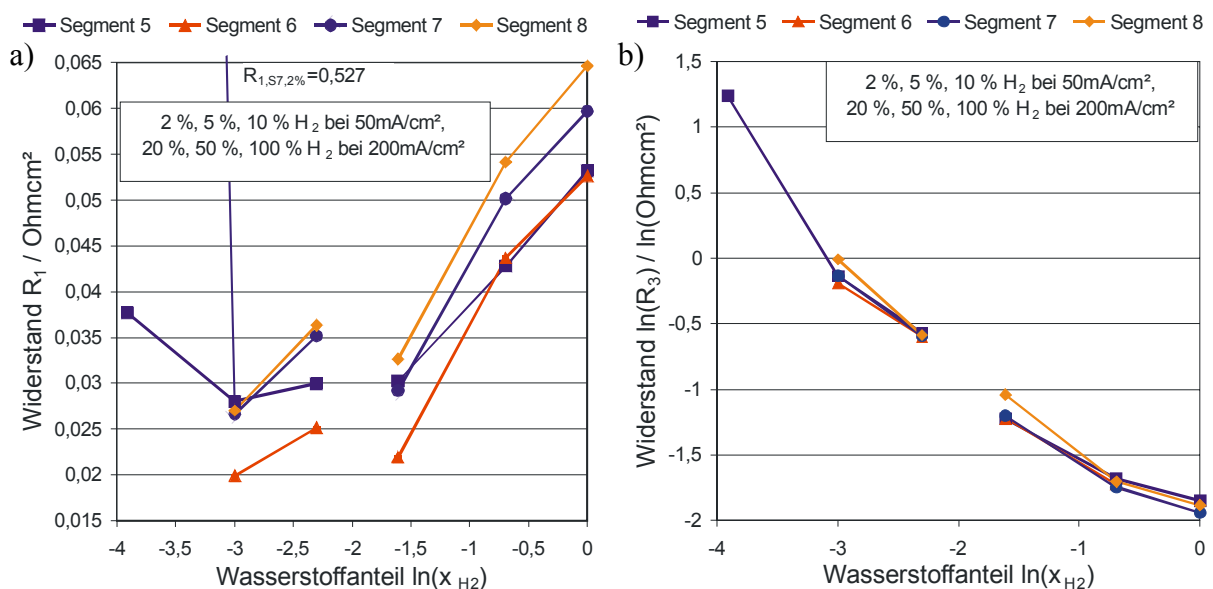 Segment 5 Segment 6 Segment 7 Segment 8
a)
0,065
0,06
0,055
0,05
0,045
0,04
0,035
0,03
0,025
0,02
0,015
Widerstand R1 / Ohmcm²
R1,S7,2%=0,527
2 %, 5 %, 10 % H2 bei 50mA/cm²,
20 %, 50 %, 100 % H2 bei 200mA/cm²
-4 -3,5 -3 -2,5 -2 -1,5 -1 -0,5 0
Wasserstoffanteil ln(x H2)
Segment 5 Segment 6 Segment 7 Segment 8
b)
1,5
1
0,5
0
-0,5
-1
-1,5
-2
Widerstand ln(R3) / ln(Ohmcm²)
2 %, 5 %, 10 % H2 bei 50mA/cm²,
20 %, 50 %, 100 % H2 bei 200mA/cm²
-4 -3 -2 -1 0
Wasserstoffanteil ln(x H2)